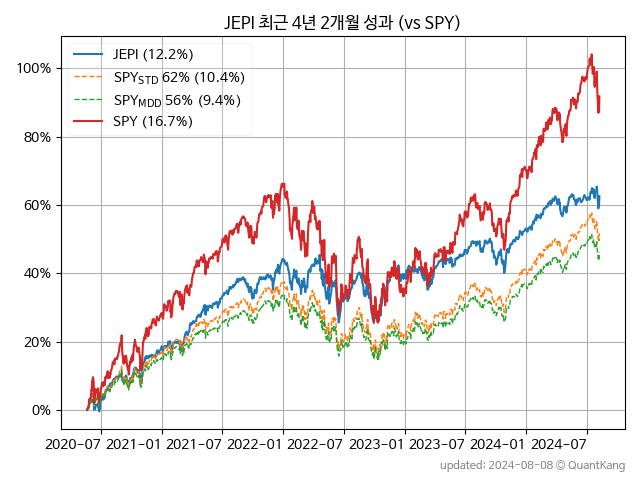 JEPI 최근 4년 2개월 성과 (vs SPY)
JEPI (12.2%)
SPY_STD 62% (10.4%)
SPY_MDD 56% (9.4%)
SPY (16.7%)
100%
80%
60%
40%
20%
0%
2020-07 2021-01 2021-07 2022-01 2022-07 2023-01 2023-07 2024-01 2024-07
updated: 2024-08-08 © QuantKang